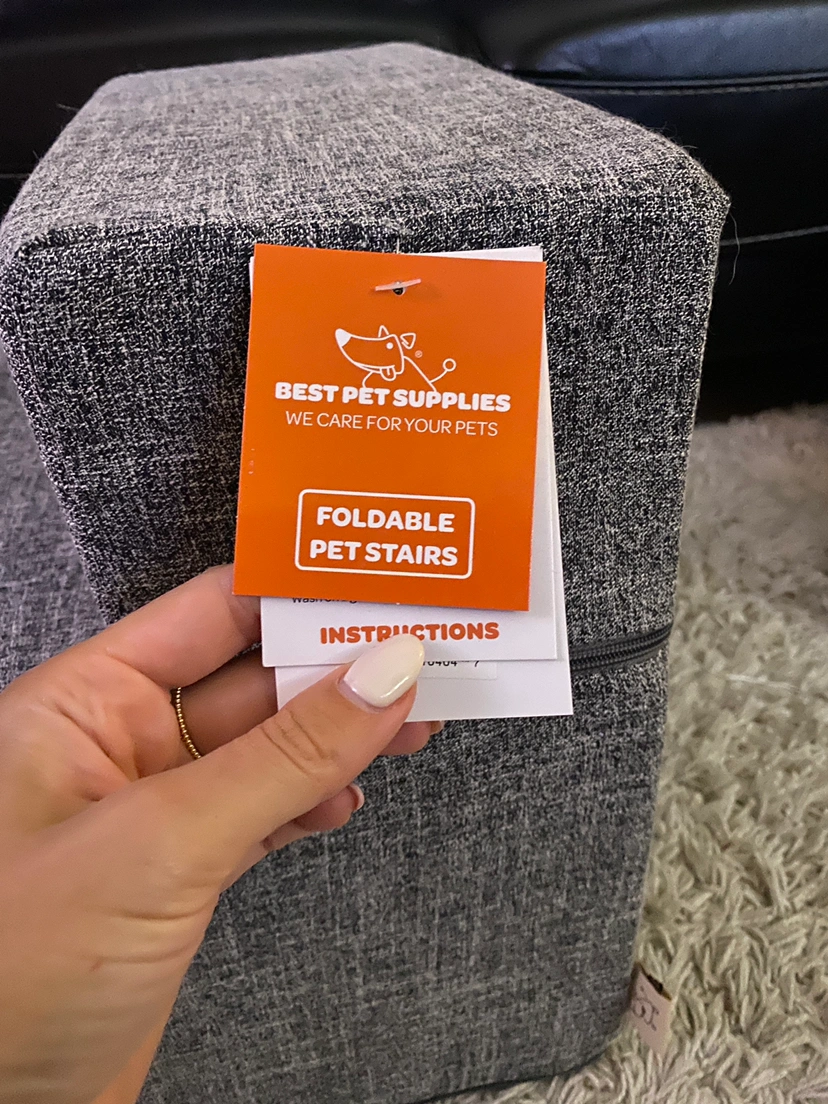 BEST PET SUPPLIES
WE CARE FOR YOUR PETS
FOLDABLE
PET STAIRS
INSTRUCTIONS